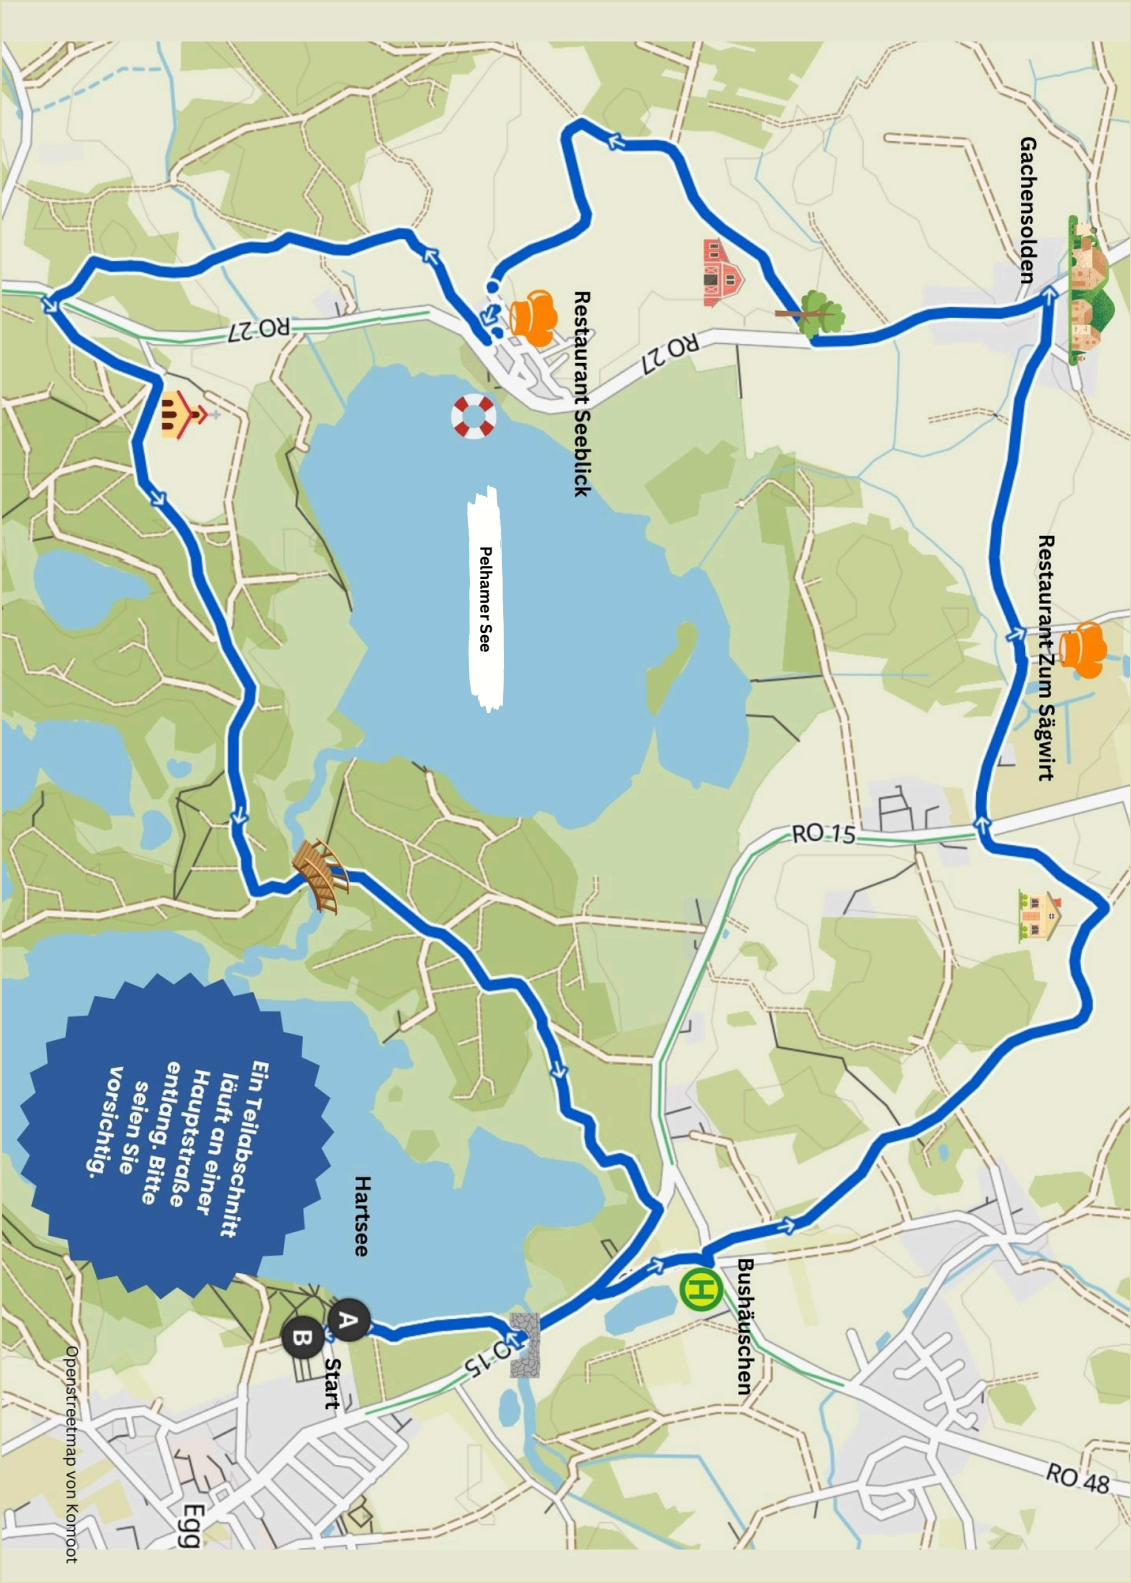 Gachensolden
Restaurant Zum Sägwirt
RO 48
RO 15
Bushäuschen
RO 27
Restaurant Seeblick
Pelhamer See
O 15
H
Hartsee
A
Start
B
RO 27
Ein Teilabschnitt
läuft an einer
Hauptstraße
entlang. Bitte
seien Sie
vorsichtig.
Egg
Openstreetmap von Komoot